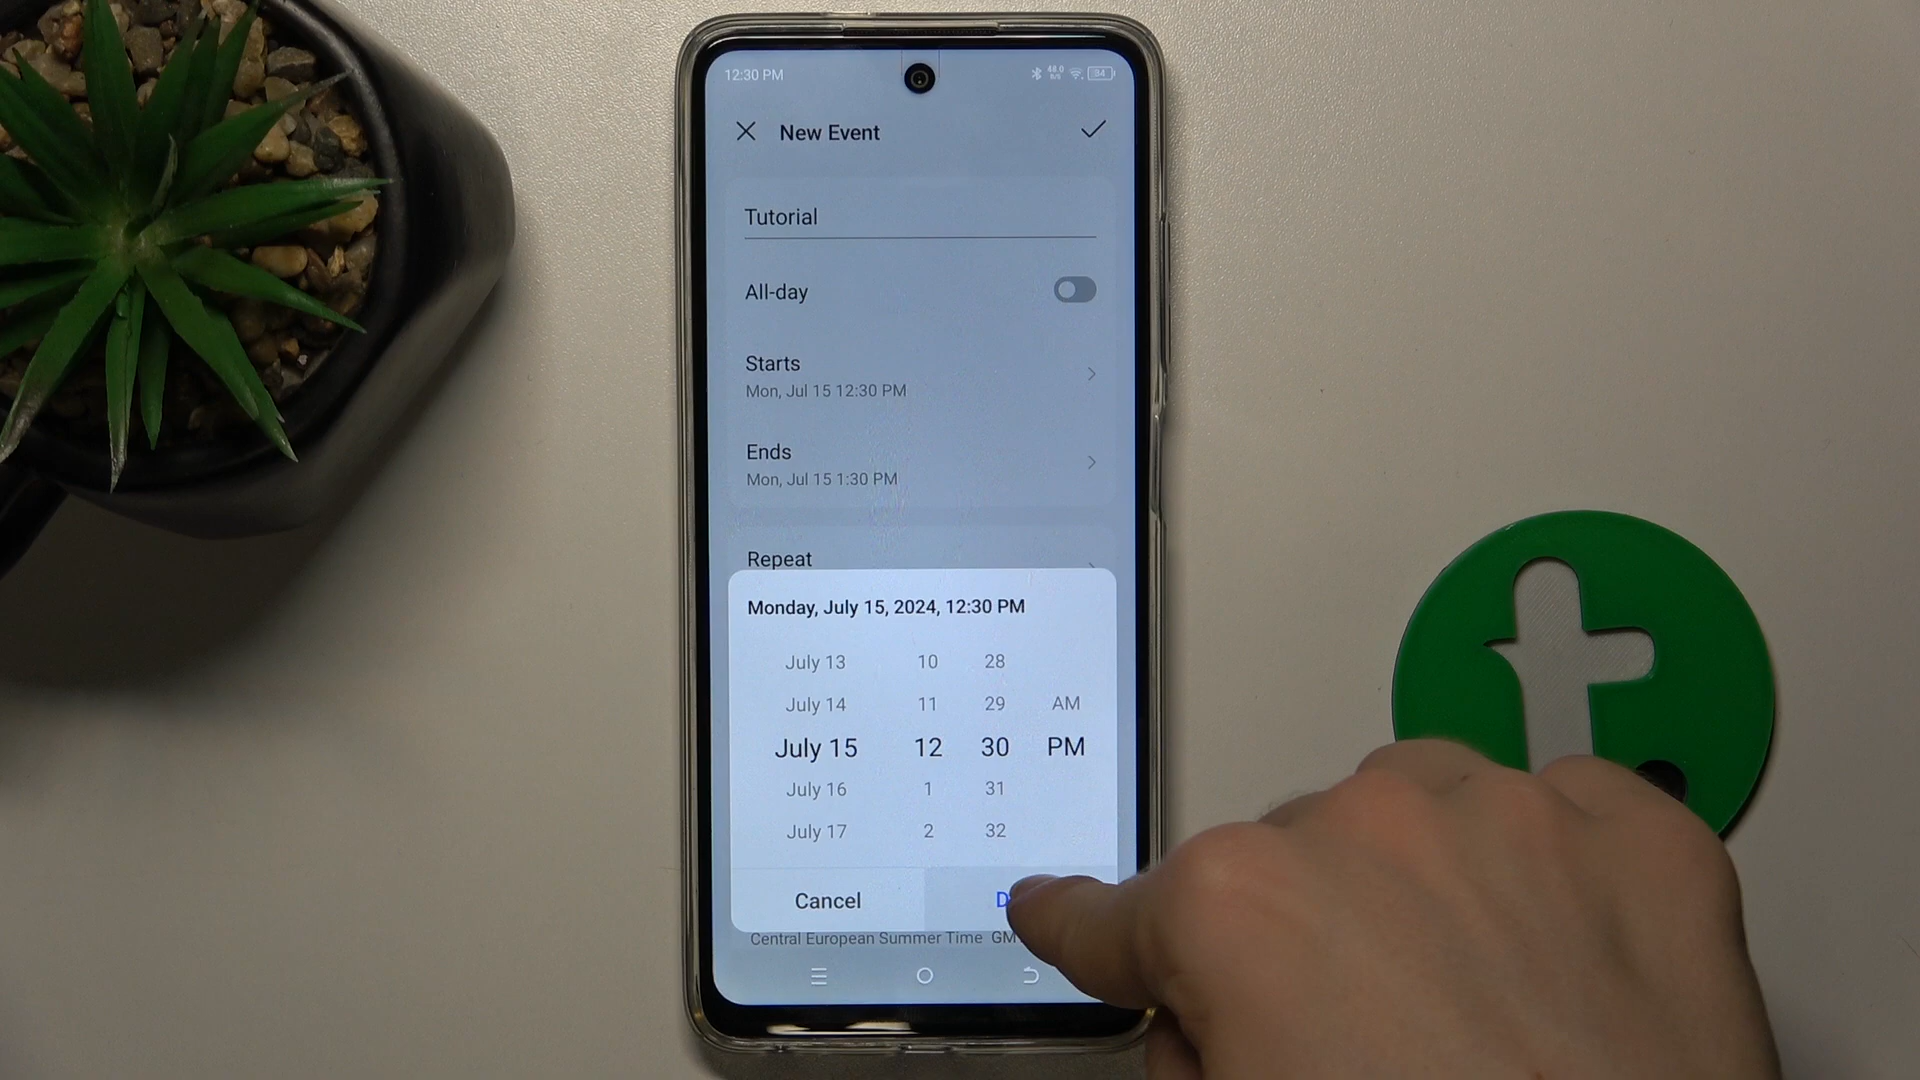 12:30 PM
48.0
84
New Event
Tutorial
All-day
Starts
Mon, Jul 15 12:30 PM
Ends
Mon, Jul 15 1:30 PM
Repeat
Monday, July 15, 2024, 12:30 PM
July 13 10 28
July 14 11 29 AM
July 15 12 30 PM
July 16 1 31
July 17 2 32
Cancel
Central European Summer Time